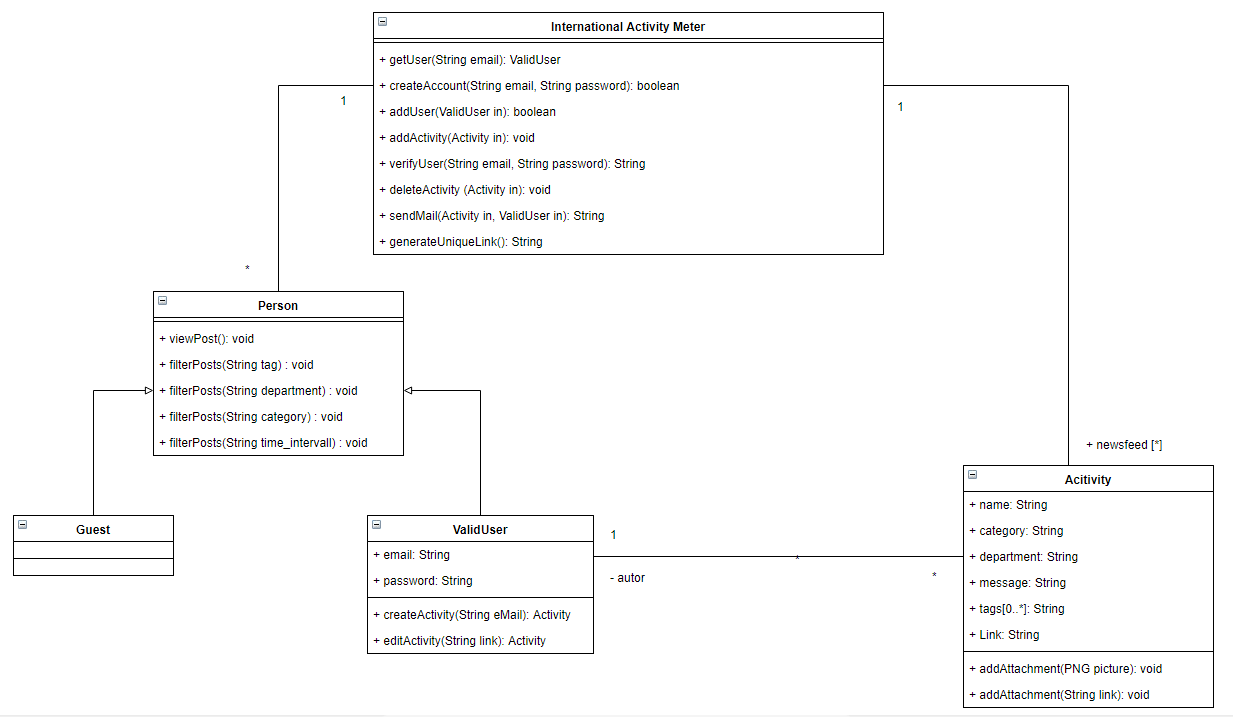 International Activity Meter
+ getUser(String email): ValidUser
+ createAccount(String email, String password): boolean
+ addUser(ValidUser in): boolean
+ addActivity(Activity in): void
+ verifyUser(String email, String password): String
+ deleteActivity (Activity in): void
+ sendMail(Activity in, ValidUser in): String
+ generateUniqueLink(): String
1
1
*
Person
+ viewPost(): void
+ filterPosts(String tag) : void
+ filterPosts(String department) : void
+ filterPosts(String category) : void
+ filterPosts(String time_intervall) : void
+ newsfeed [*]
Guest
ValidUser
+ email: String
+ password: String
+ createActivity(String eMail): Activity
+ editActivity(String link): Activity
1
- autor
*
*
Acitivity
+ name: String
+ category: String
+ department: String
+ message: String
+ tags[0..*]: String
+ Link: String
+ addAttachment(PNG picture): void
+ addAttachment(String link): void